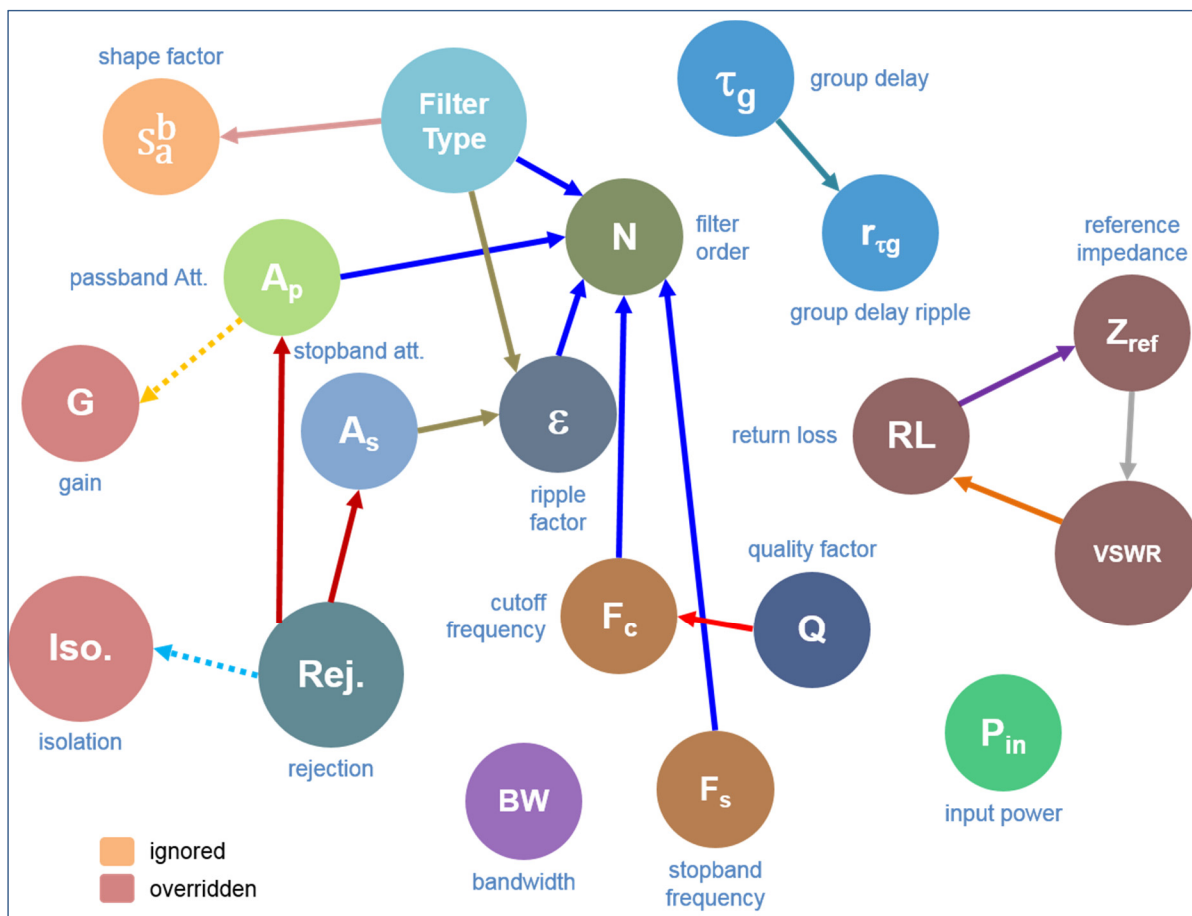 shape factor
S_a^b
Filter
Type
τg
group delay
N
filter
order
rτg
group delay ripple
reference
impedance
Zref
passband Att.
Ap
stopband att.
G
gain
As
ε
ripple
factor
return loss
RL
VSWR
quality factor
Q
cutoff
frequency
Fc
Iso.
isolation
Rej.
rejection
BW
bandwidth
Fs
stopband
frequency
Pin
input power
ignored
overridden